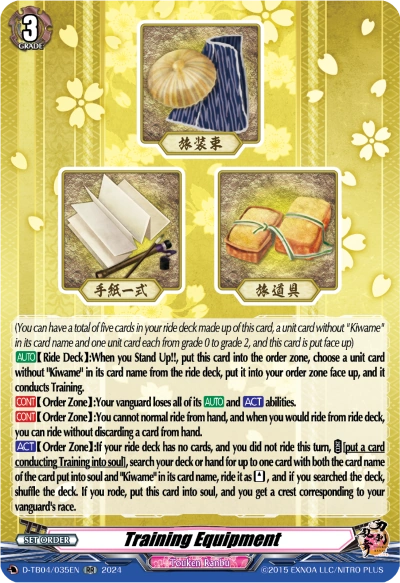 3
GRADE
旅装束
手紙一式
旅道具
(You can have a total of five cards in your ride deck made up of this card, a unit card without "Kiwame"
in its card name and one unit card each from grade 0 to grade 2, and this card is put face up)
AUTO【Ride Deck】:When you Stand Up!!, put this card into the order zone, choose a unit card
without "Kiwame" in its card name from the ride deck, put it into your order zone face up, and it
conducts Training.
CONT【Order Zone】:Your vanguard loses all of its AUTO and ACT abilities.
CONT【Order Zone】:You cannot normal ride from hand, and when you would ride from ride deck,
you can ride without discarding a card from hand.
ACT【Order Zone】:If your ride deck has no cards, and you did not ride this turn, [put a card
conducting Training into soul], search your deck or hand for up to one card with both the card name
of the card put into soul and "Kiwame" in its card name, ride it as, and if you searched the deck,
shuffle the deck. If you rode, put this card into soul, and you get a crest corresponding to your
vanguard's race.
SET ORDER
Training Equipment
Touken Ranbu
D-TB04/035EN RR 2024
©2015 EXNOA LLC/NITRO PLUS